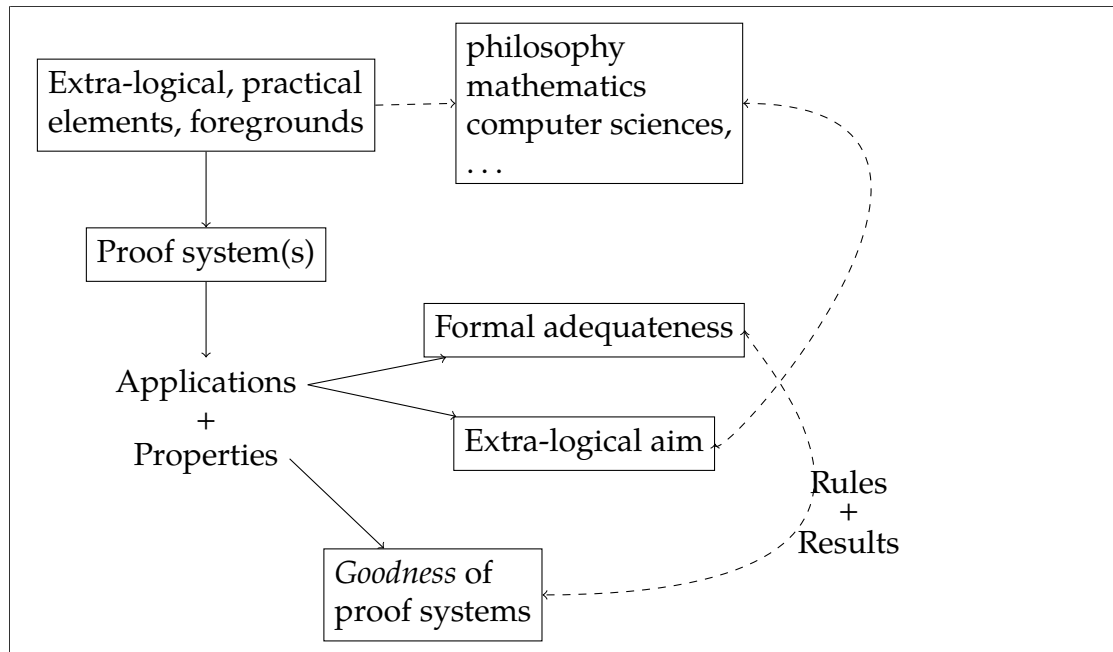 Extra-logical, practical
elements, foregrounds
philosophy
mathematics
computer sciences,
. . .
Proof system(s)
Formal adequateness
Applications
+
Properties
Extra-logical aim
Rules
+
Results
Goodness of
proof systems